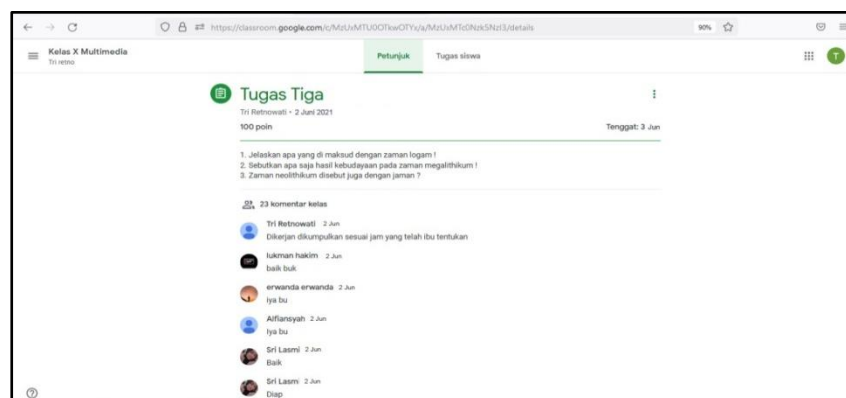 https://classroom.google.com/c/MzUxMTU0OTkwOTYx/a/MzUxMTc0Nzk5NzI3/details
90%
Kelas X Multimedia
Tri retno
Petunjuk
Tugas siswa
T
Tugas Tiga
Tri Retnowati • 2 Juni 2021
100 poin
Tenggat: 3 Jun
1. Jelaskan apa yang di maksud dengan zaman logam !
2. Sebutkan apa saja hasil kebudayaan pada zaman megalithikum !
3. Zaman neolithikum disebut juga dengan jaman ?
23 komentar kelas
Tri Retnowati 2 Jun
Dikerjan dikumpulkan sesuai jam yang telah ibu tentukan
lukman hakim 2 Jun
baik buk
erwanda erwanda 2 Jun
iya bu
Alfiansyah 2 Jun
Iya bu
Sri Lasmi 2 Jun
Baik
Sri Lasmi 2 Jun
Diap